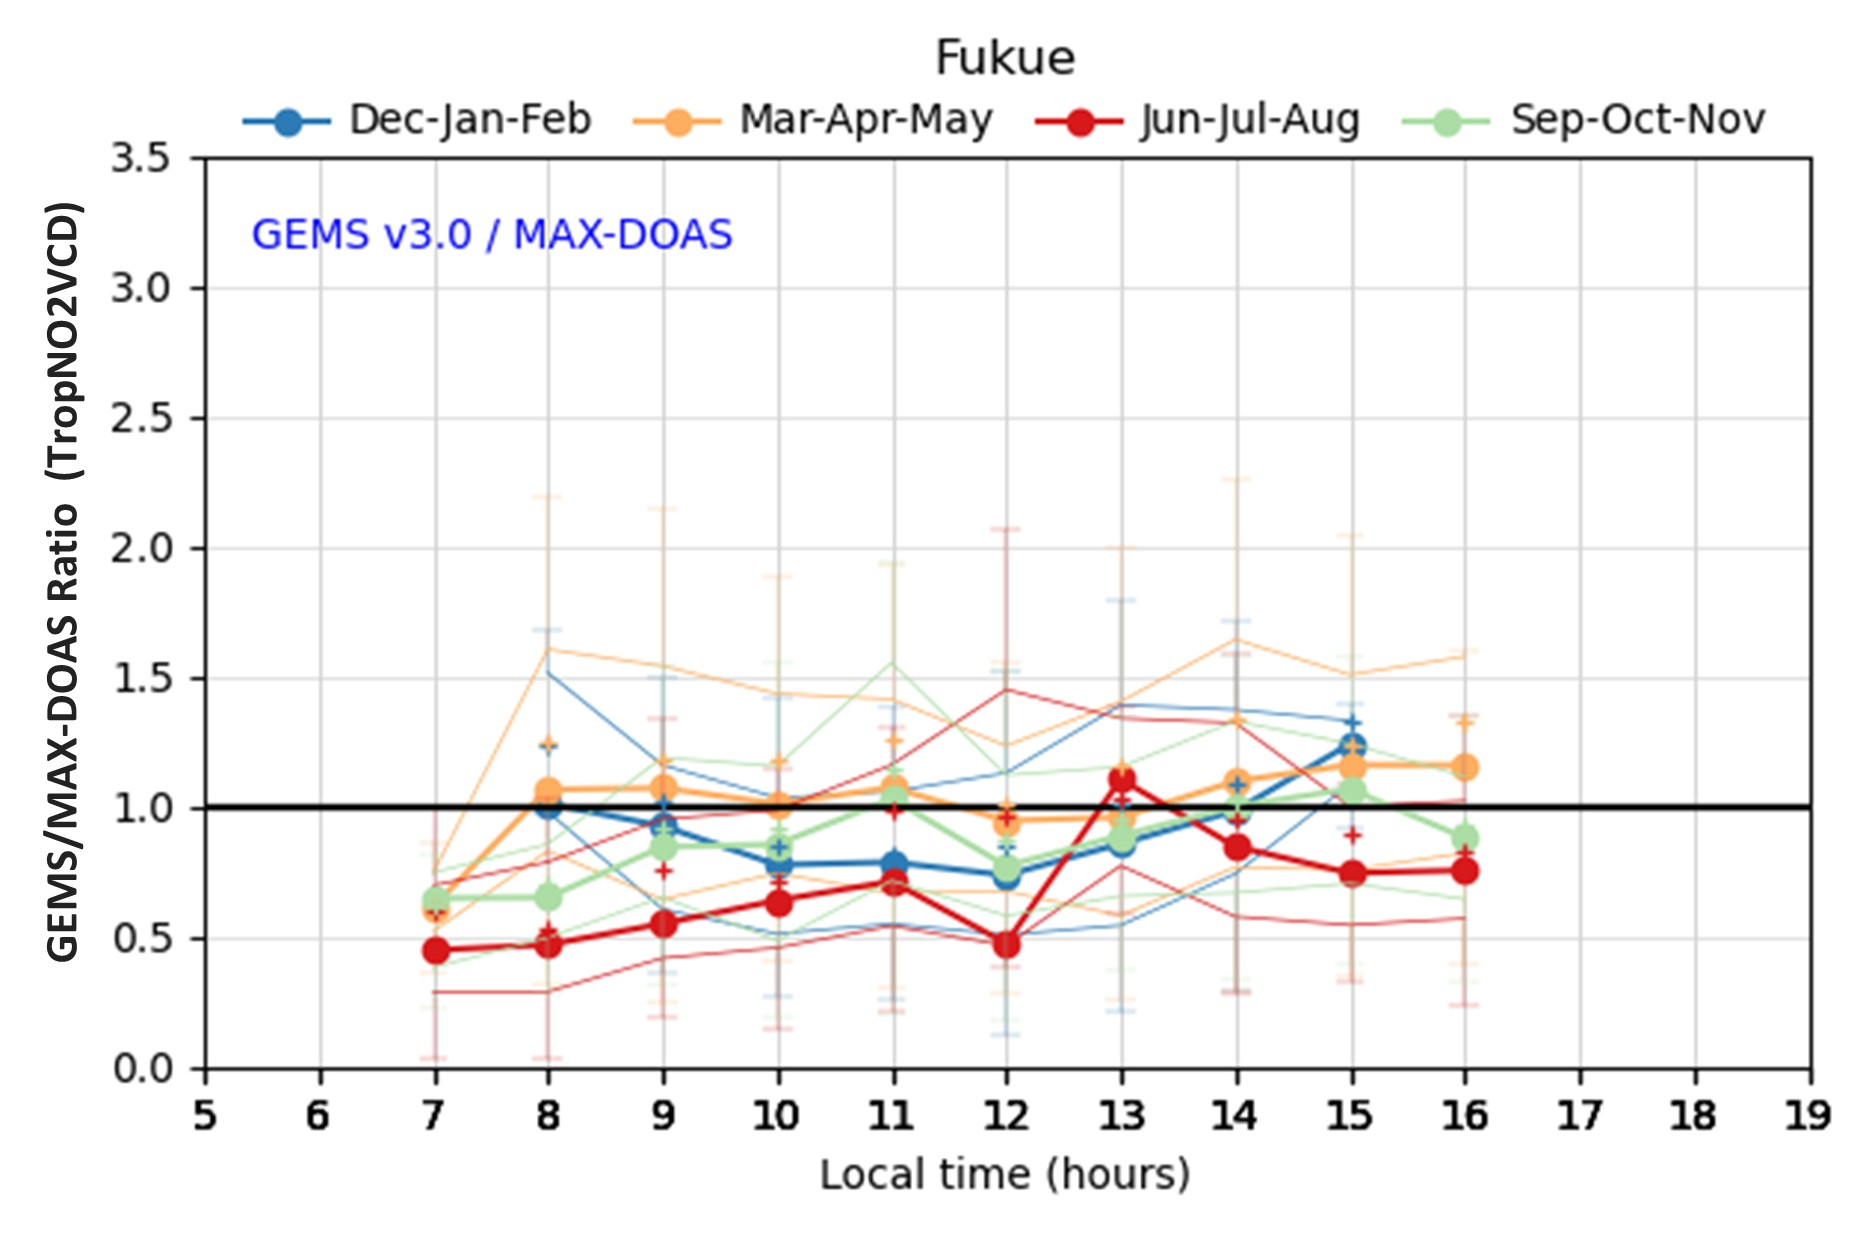 Fukue
Dec-Jan-Feb Mar-Apr-May Jun-Jul-Aug Sep-Oct-Nov
GEMS v3.0 / MAX-DOAS
GEMS/MAX-DOAS Ratio (TropNO2VCD)
3.5
3.0
2.5
2.0
1.5
1.0
0.5
0.0
5 6 7 8 9 10 11 12 13 14 15 16 17 18 19
Local time (hours)